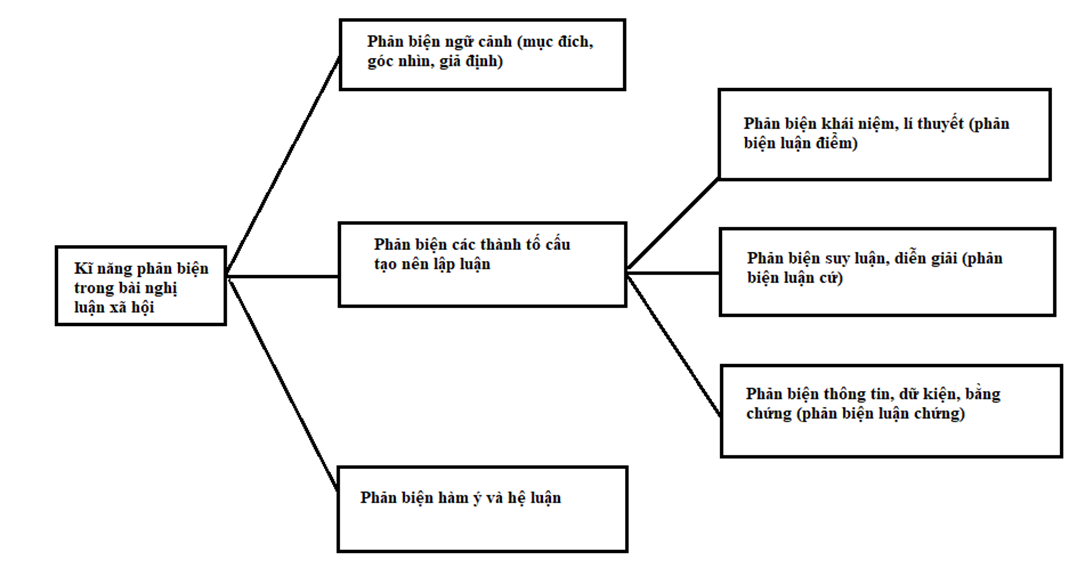 Phản biện ngữ cảnh (mục đích,
góc nhìn, giả định)
Phản biện khái niệm, lí thuyết (phản
biện luận điểm)
Kĩ năng phản biện
trong bài nghị
luận xã hội
Phản biện các thành tố cấu
tạo nên lập luận
Phản biện suy luận, diễn giải (phản
biện luận cứ)
Phản biện thông tin, dữ kiện, bằng
chứng (phản biện luận chứng)
Phản biện hàm ý và hệ luận